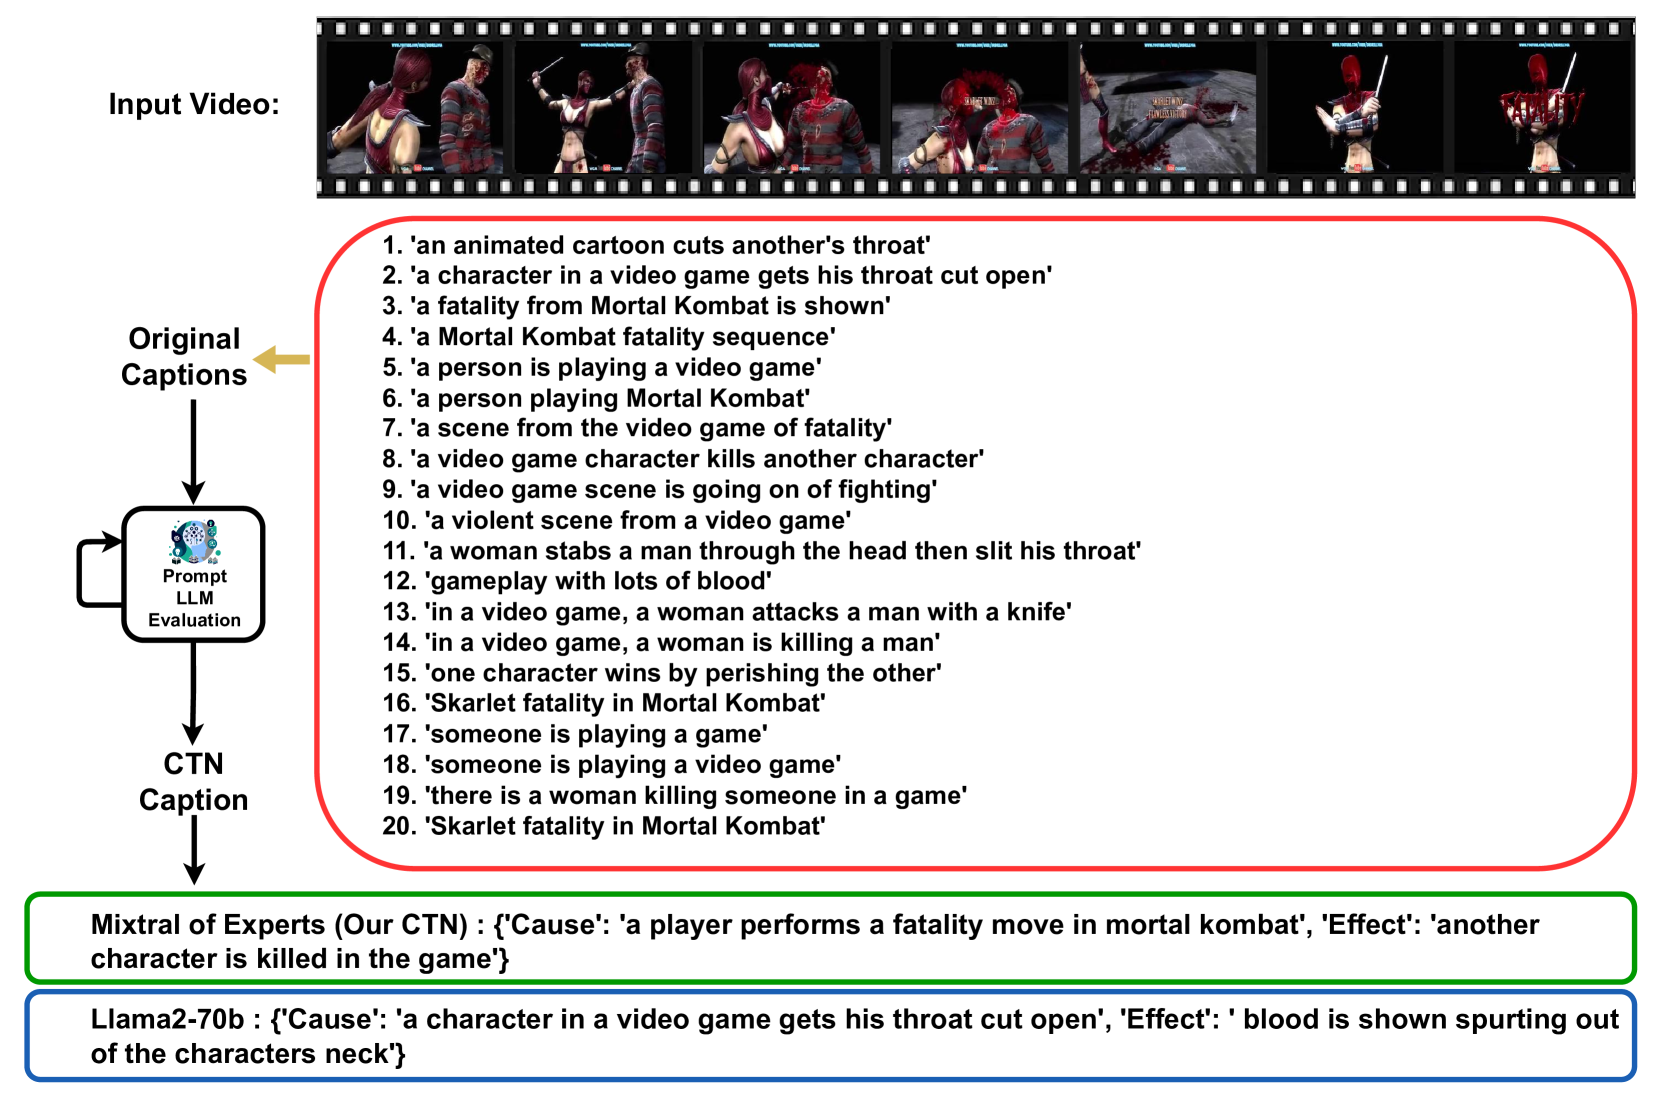 Input Video:
SKARLET WINS
SKARLET WINS
FLAWLESS VICTORY
FATALITY
1. 'an animated cartoon cuts another's throat'
2. 'a character in a video game gets his throat cut open'
3. 'a fatality from Mortal Kombat is shown'
4. 'a Mortal Kombat fatality sequence'
5. 'a person is playing a video game'
6. 'a person playing Mortal Kombat'
7. 'a scene from the video game of fatality'
8. 'a video game character kills another character'
9. 'a video game scene is going on of fighting'
10. 'a violent scene from a video game'
11. 'a woman stabs a man through the head then slit his throat'
12. 'gameplay with lots of blood'
13. 'in a video game, a woman attacks a man with a knife'
14. 'in a video game, a woman is killing a man'
15. 'one character wins by perishing the other'
16. 'Skarlet fatality in Mortal Kombat'
17. 'someone is playing a game'
18. 'someone is playing a video game'
19. 'there is a woman killing someone in a game'
20. 'Skarlet fatality in Mortal Kombat'
Original
Captions
Prompt
LLM
Evaluation
CTN
Caption
Mixtral of Experts (Our CTN) : {'Cause': 'a player performs a fatality move in mortal kombat', 'Effect': 'another
character is killed in the game'}
Llama2-70b : {'Cause': 'a character in a video game gets his throat cut open', 'Effect': ' blood is shown spurting out
of the characters neck'}